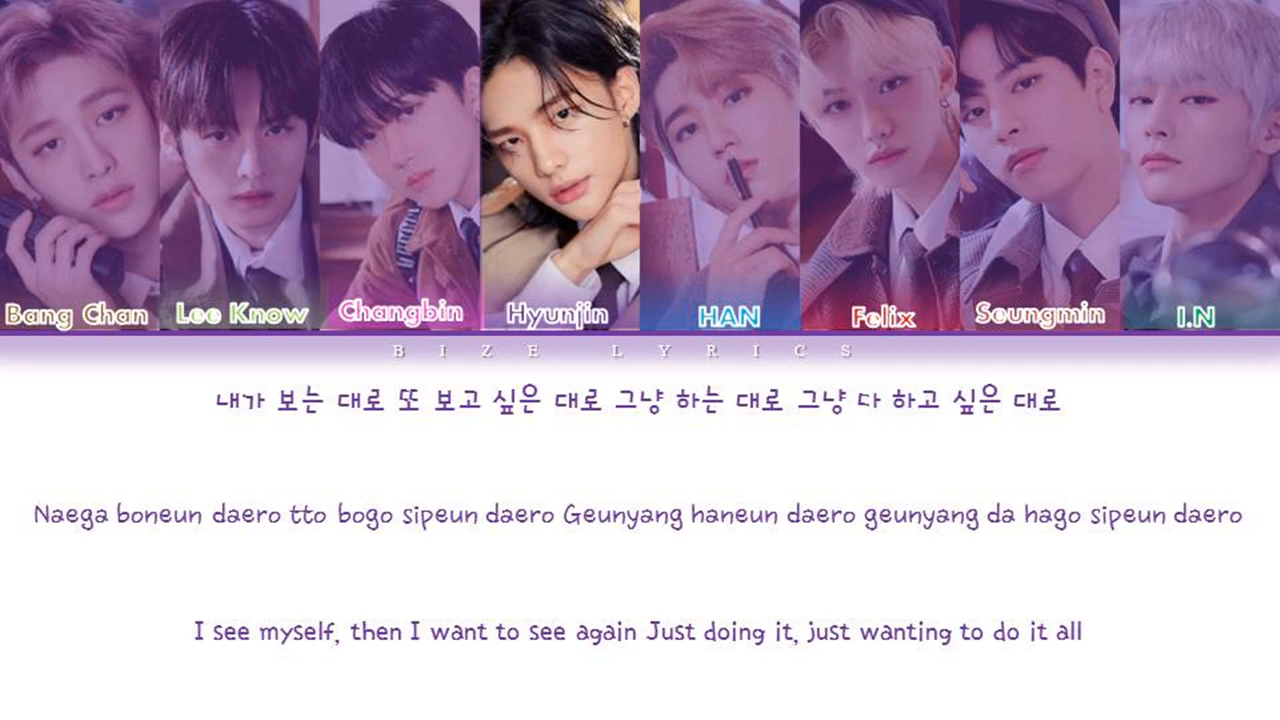 Bang Chan Lee Know Changbin Hyunjin HAN Felix Seungmin I.N
BIZE LYRICS
내가 보는 대로 또 보고 싶은 대로 그냥 하는 대로 그냥 다 하고 싶은 대로
Naega boneun daero tto bogo sipeun daero Geunyang haneun daero geunyang da hago sipeun daero
I see myself, then I want to see again Just doing it, just wanting to do it all